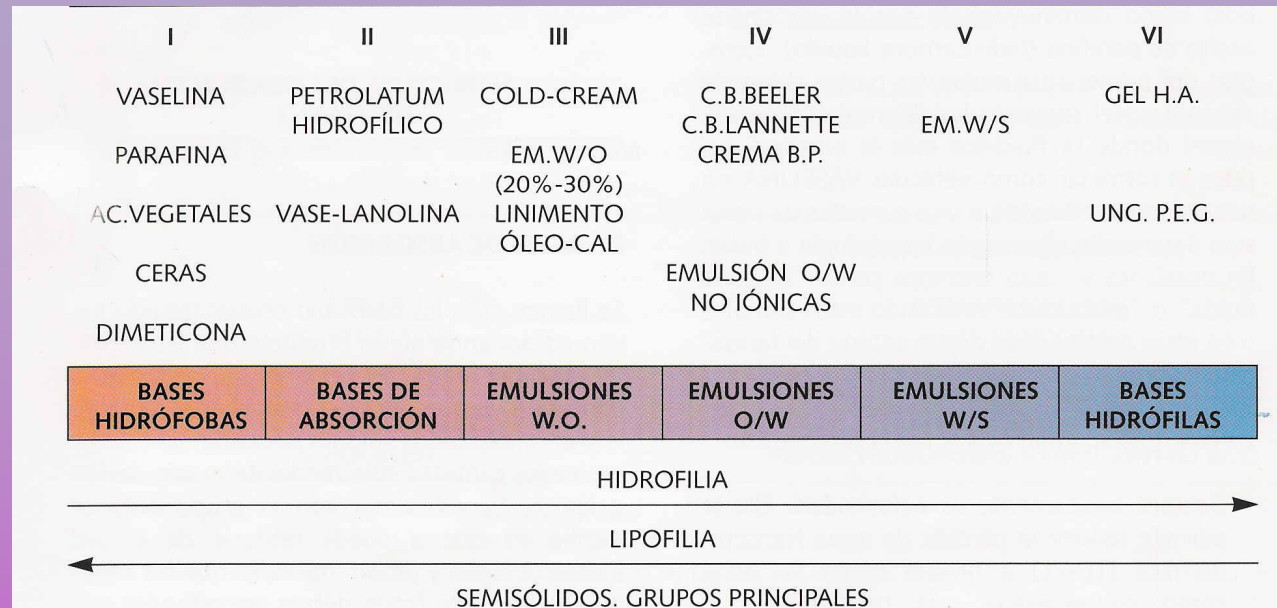 I II III IV V VI
VASELINA PETROLATUM COLD-CREAM C.B.BEELER GEL H.A.
HIDROFÍLICO C.B.LANNETTE EM.W/S
PARAFINA EM.W/O CREMA B.P.
(20%-30%)
AC.VEGETALES VASE-LANOLINA LINIMENTO UNG. P.E.G.
ÓLEO-CAL
CERAS EMULSIÓN O/W
NO IÓNICAS
DIMETICONA
BASES BASES DE EMULSIONES EMULSIONES EMULSIONES BASES
HIDRÓFOBAS ABSORCIÓN W.O. O/W W/S HIDRÓFILAS
HIDROFILIA
LIPOFILIA
SEMISÓLIDOS. GRUPOS PRINCIPALES